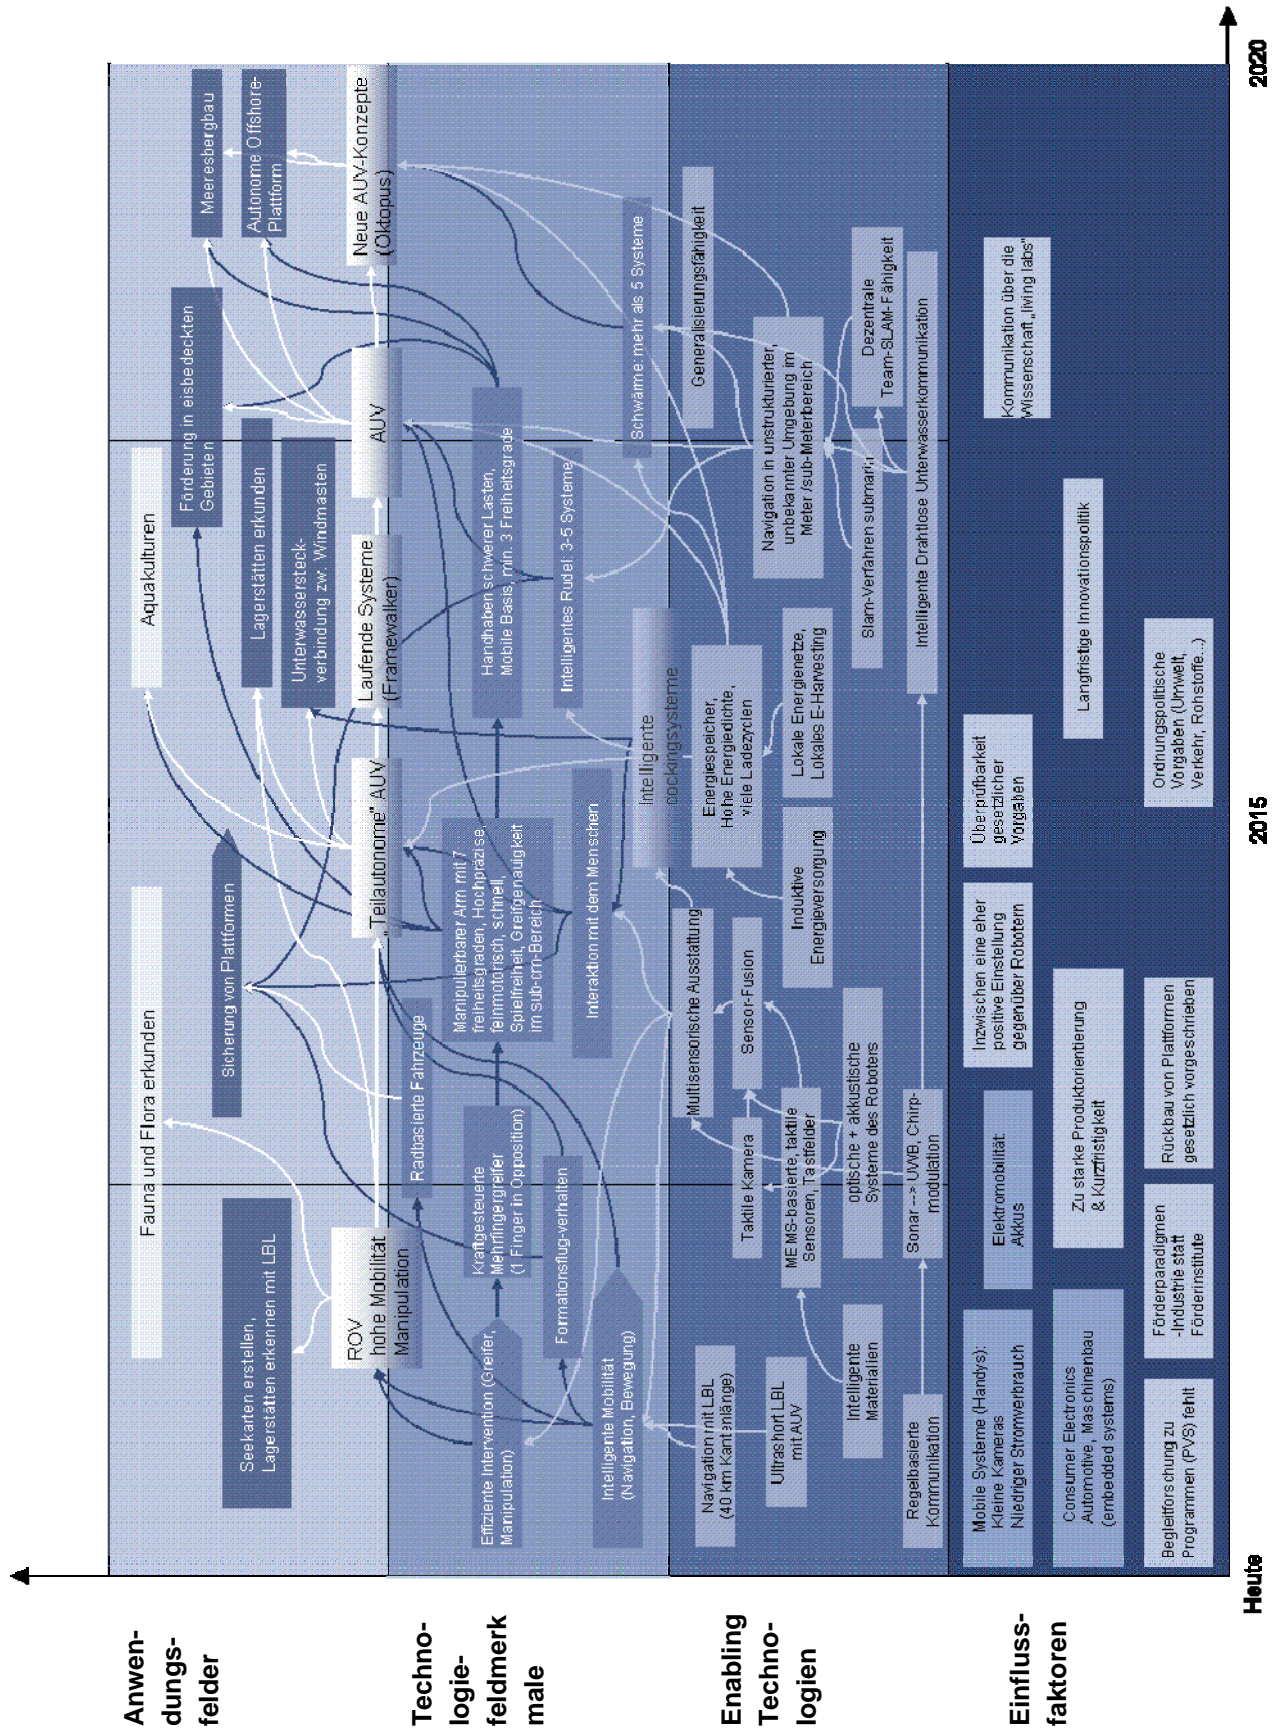 Anwen-
dungs-
felder
Seekarten erstellen,
Lagerstätten erkennen mit LBL
Fauna und Flora erkunden
Sicherung von Plattformen
Aquakulturen
Lagerstätten erkunden
Unterwassersteck-
verbindung zw. Windmasten
Förderung in eisbedeckten
Gebieten
Meeresbergbau
Autonome Offshore-
Plattform
ROV
hohe Mobilität
Manipulation
"Teilautonome" AUV
Laufende Systeme
(Framewalker)
AUV
Neue AUV-Konzepte
(Oktopus)
Techno-
logie-
feldmerk
male
Radbasierte Fahrzeuge
Effiziente Intervention (Greifer,
Manipulation)
Kraftgesteuerte
Mehrfingergreifer
(1 Finger in Opposition)
Manipulierbarer Arm mit 7
freiheitsgraden, Hochpräzise,
feinmotorisch, schnell,
Spielfreiheit, Greifgenauigkeit
im sub-cm-Bereich
Handhaben schwerer Lasten,
Mobile Basis, min. 3 Freiheitsgrade
Formationsflug-verhalten
Intelligentes Rudel: 3-5 Systeme
Intelligente Mobilität
(Navigation, Bewegung)
Interaktion mit dem Menschen
Schwärme: mehr als 5 Systeme
Intelligente
Dockingsysteme
Enabling
Techno-
logien
Navigation mit LBL
(40 km Kantenlänge)
Ultrashort LBL
mit AUV
Intelligente
Materialien
Regelbasierte
Kommunikation
Multisensorische Ausstattung
Taktile Kamera
Sensor-Fusion
MEMS-basierte, taktile
Sensoren, Tastfelder
optische + akkustische
Systeme des Roboters
Sonar --> UWB, Chirp-
modulation
Energiespeicher,
Hohe Energiedichte,
viele Ladezyclen
Induktive
Energieversorgung
Lokale Energienetze,
Lokales E-Harvesting
Generalisierungsfähigkeit
Navigation in unstrukturierter,
unbekannter Umgebung im
Meter /sub-Meterbereich
Slam-Verfahren submarin
Dezentrale
Team-SLAM-Fähigkeit
Intelligente Drahtlose Unterwasserkommunikation
Einfluss-
faktoren
Mobile Systeme (Handys):
Kleine Kameras
Niedriger Stromverbrauch
Elektromobilität:
Akkus
Inzwischen eine eher
positive Einstellung
gegenüber Robotern
Überprüfbarkeit
gesetzlicher
Vorgaben
Kommunikation über die
Wissenschaft „living labs"
Consumer Electronics
Automotive, Maschinenbau
(embedded systems)
Zu starke Produktorientierung
& Kurzfristigkeit
Langfristige Innovationspolitik
Begleitforschung zu
Programmen (PVS) fehlt
Förderparadigmen
-Industrie statt
Förderinstitute
Rückbau von Plattformen
gesetzlich vorgeschrieben
Ordnungspolitische
Vorgaben (Umwelt,
Verkehr, Rohstoffe...)
Heute
2015
2020